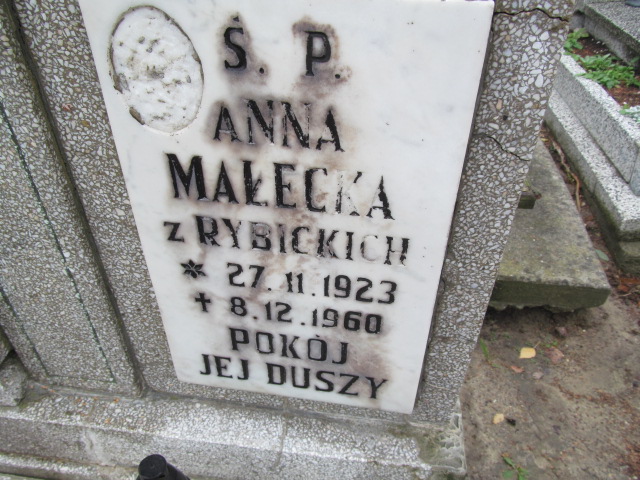 Ś. P.
ANNA
MAŁECKA
z RYBICKICH
* 27.11.1923
† 8.12.1960
POKÓJ
JEJ DUSZY